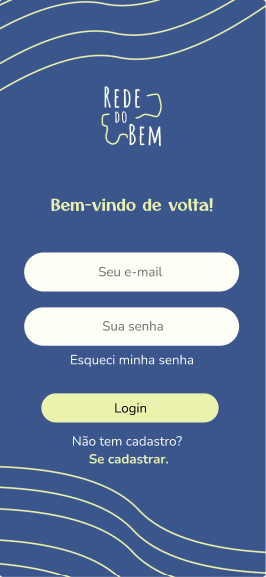 REDE
DO
BEM
Bem-vindo de volta!
Seu e-mail
Sua senha
Esqueci minha senha
Login
Não tem cadastro?
Se cadastrar.